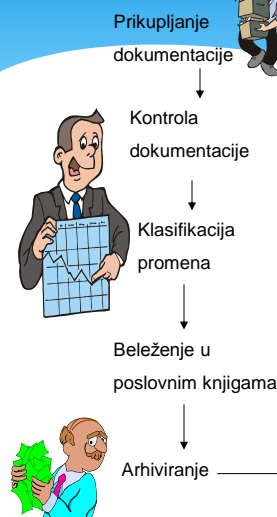 Prikupljanje
dokumentacije
Kontrola
dokumentacije
Klasifikacija
promena
Beleženje u
poslovnim knjigama
Arhiviranje